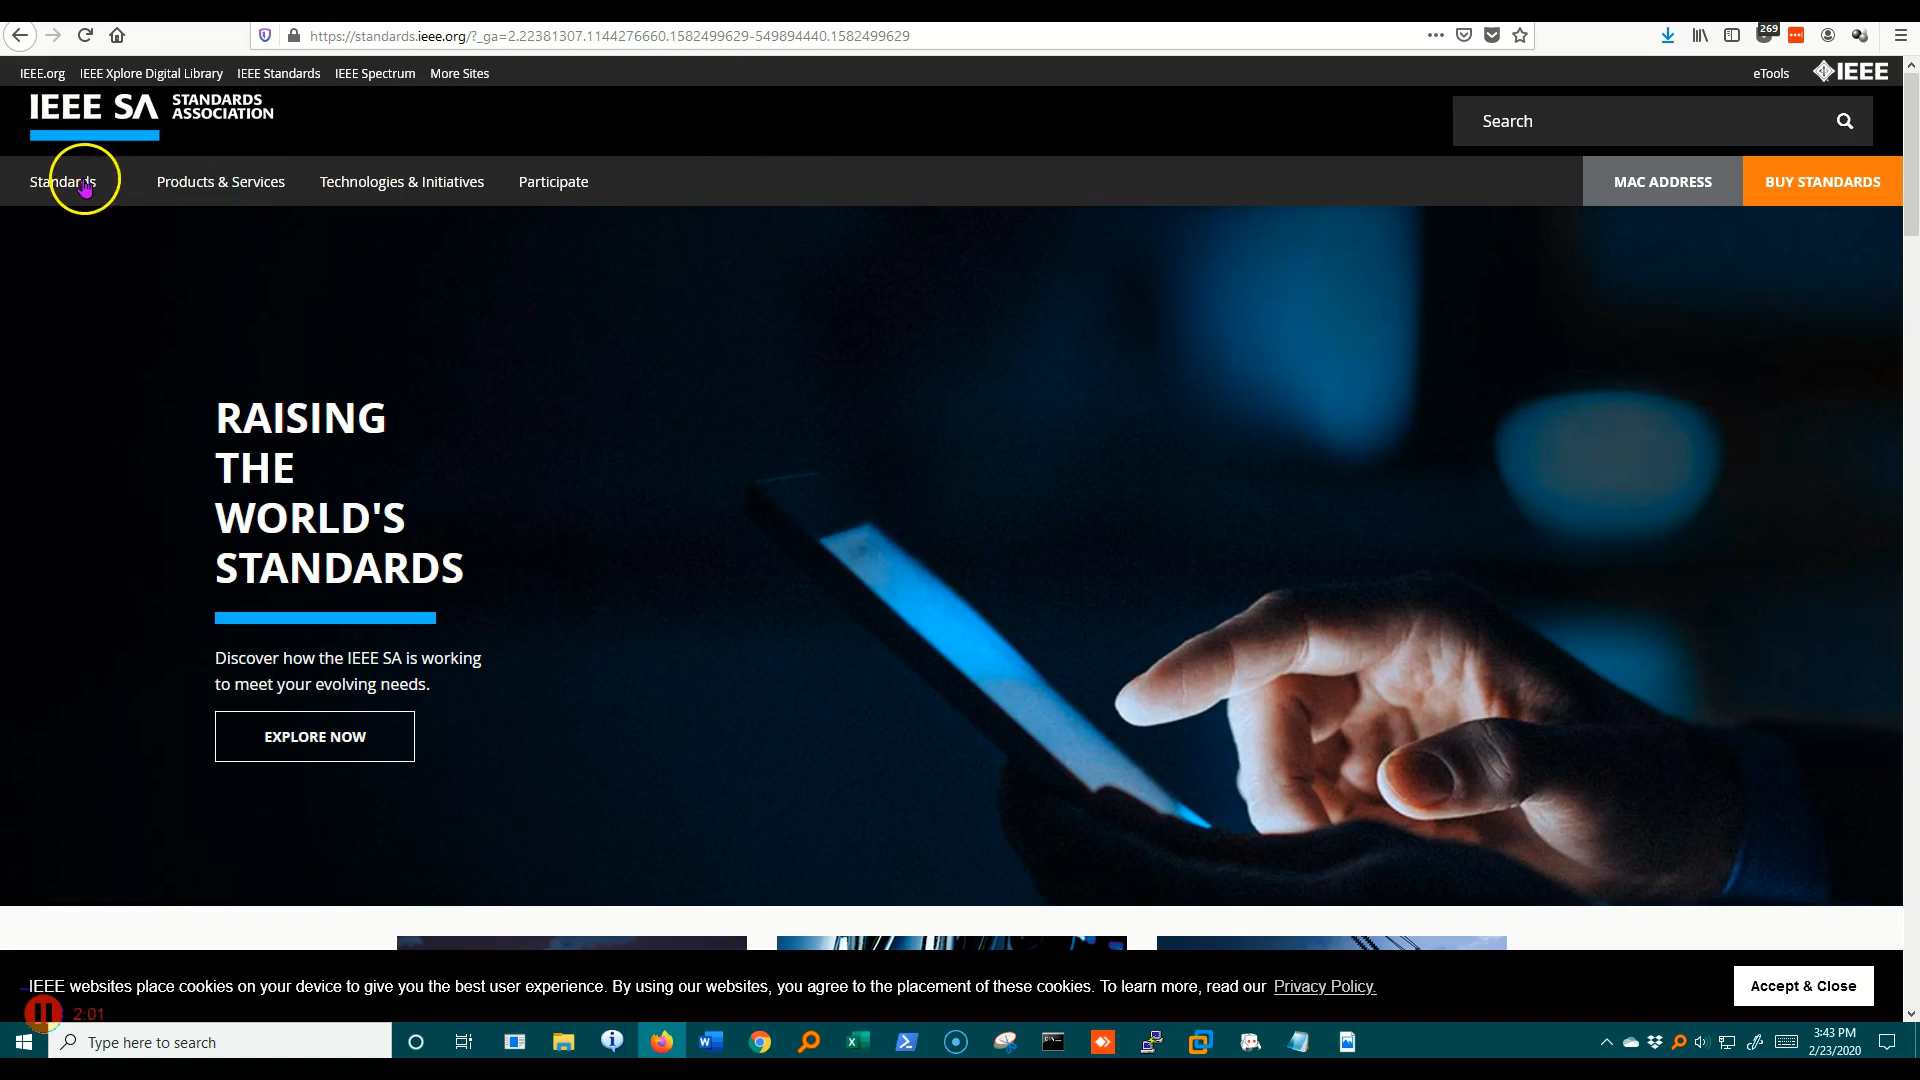 https://standards.ieee.org/?_ga=2.22381307.1144276660.1582499629-549894440.1582499629
269
IEEE.org IEEE Xplore Digital Library IEEE Standards IEEE Spectrum More Sites
eTools IEEE
IEEE SA STANDARDS ASSOCIATION
Search
Standards Products & Services Technologies & Initiatives Participate
MAC ADDRESS BUY STANDARDS
RAISING
THE
WORLD'S
STANDARDS
Discover how the IEEE SA is working
to meet your evolving needs.
EXPLORE NOW
IEEE websites place cookies on your device to give you the best user experience. By using our websites, you agree to the placement of these cookies. To learn more, read our Privacy Policy.
Accept & Close
2:01
Type here to search
3:43 PM
2/23/2020